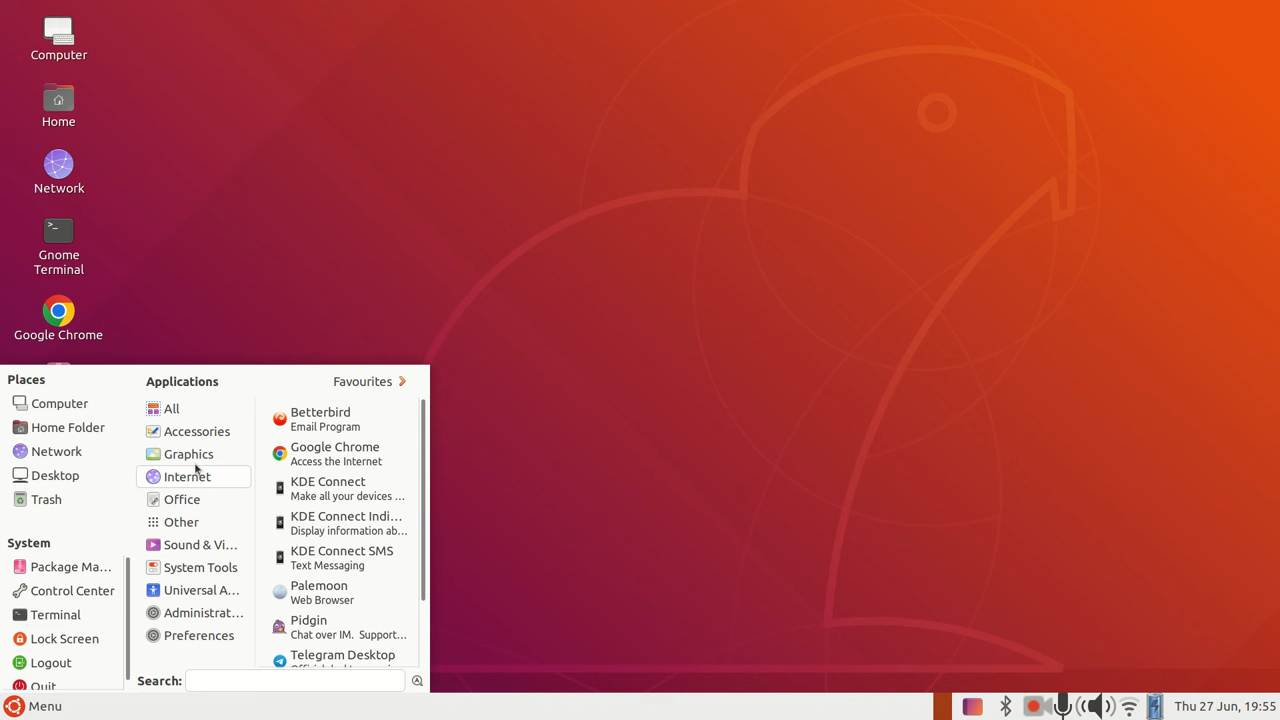 Computer
Home
Network
Gnome
Terminal
Google Chrome
Places
Computer
Home Folder
Network
Desktop
Trash
System
Package Ma...
Control Center
Terminal
Lock Screen
Logout
Quit
Applications
Favourites
All
Accessories
Graphics
Internet
Office
Other
Sound & Vi...
System Tools
Universal A...
Administrat...
Preferences
Betterbird
Email Program
Google Chrome
Access the Internet
KDE Connect
Make all your devices ...
KDE Connect Indi...
Display information ab...
KDE Connect SMS
Text Messaging
Palemoon
Web Browser
Pidgin
Chat over IM. Support...
Telegram Desktop
Search:
Menu
Thu 27 Jun, 19:55